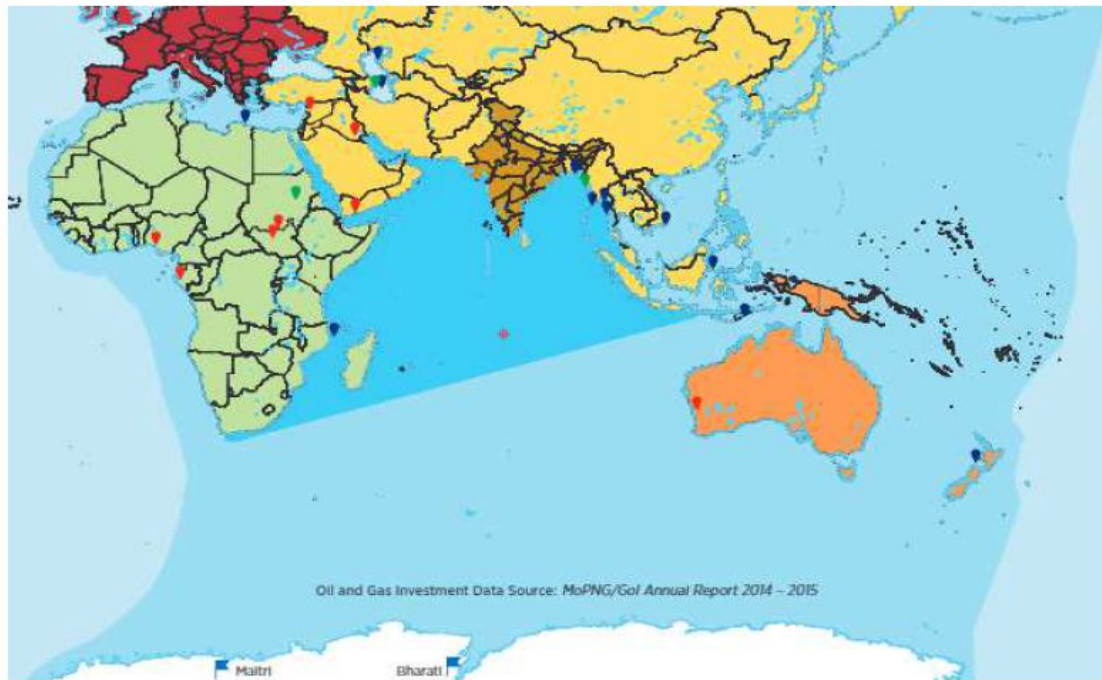 Oil and Gas Investment Data Source: MoPNG/GoI Annual Report 2014 – 2015
Maitri
Bharati